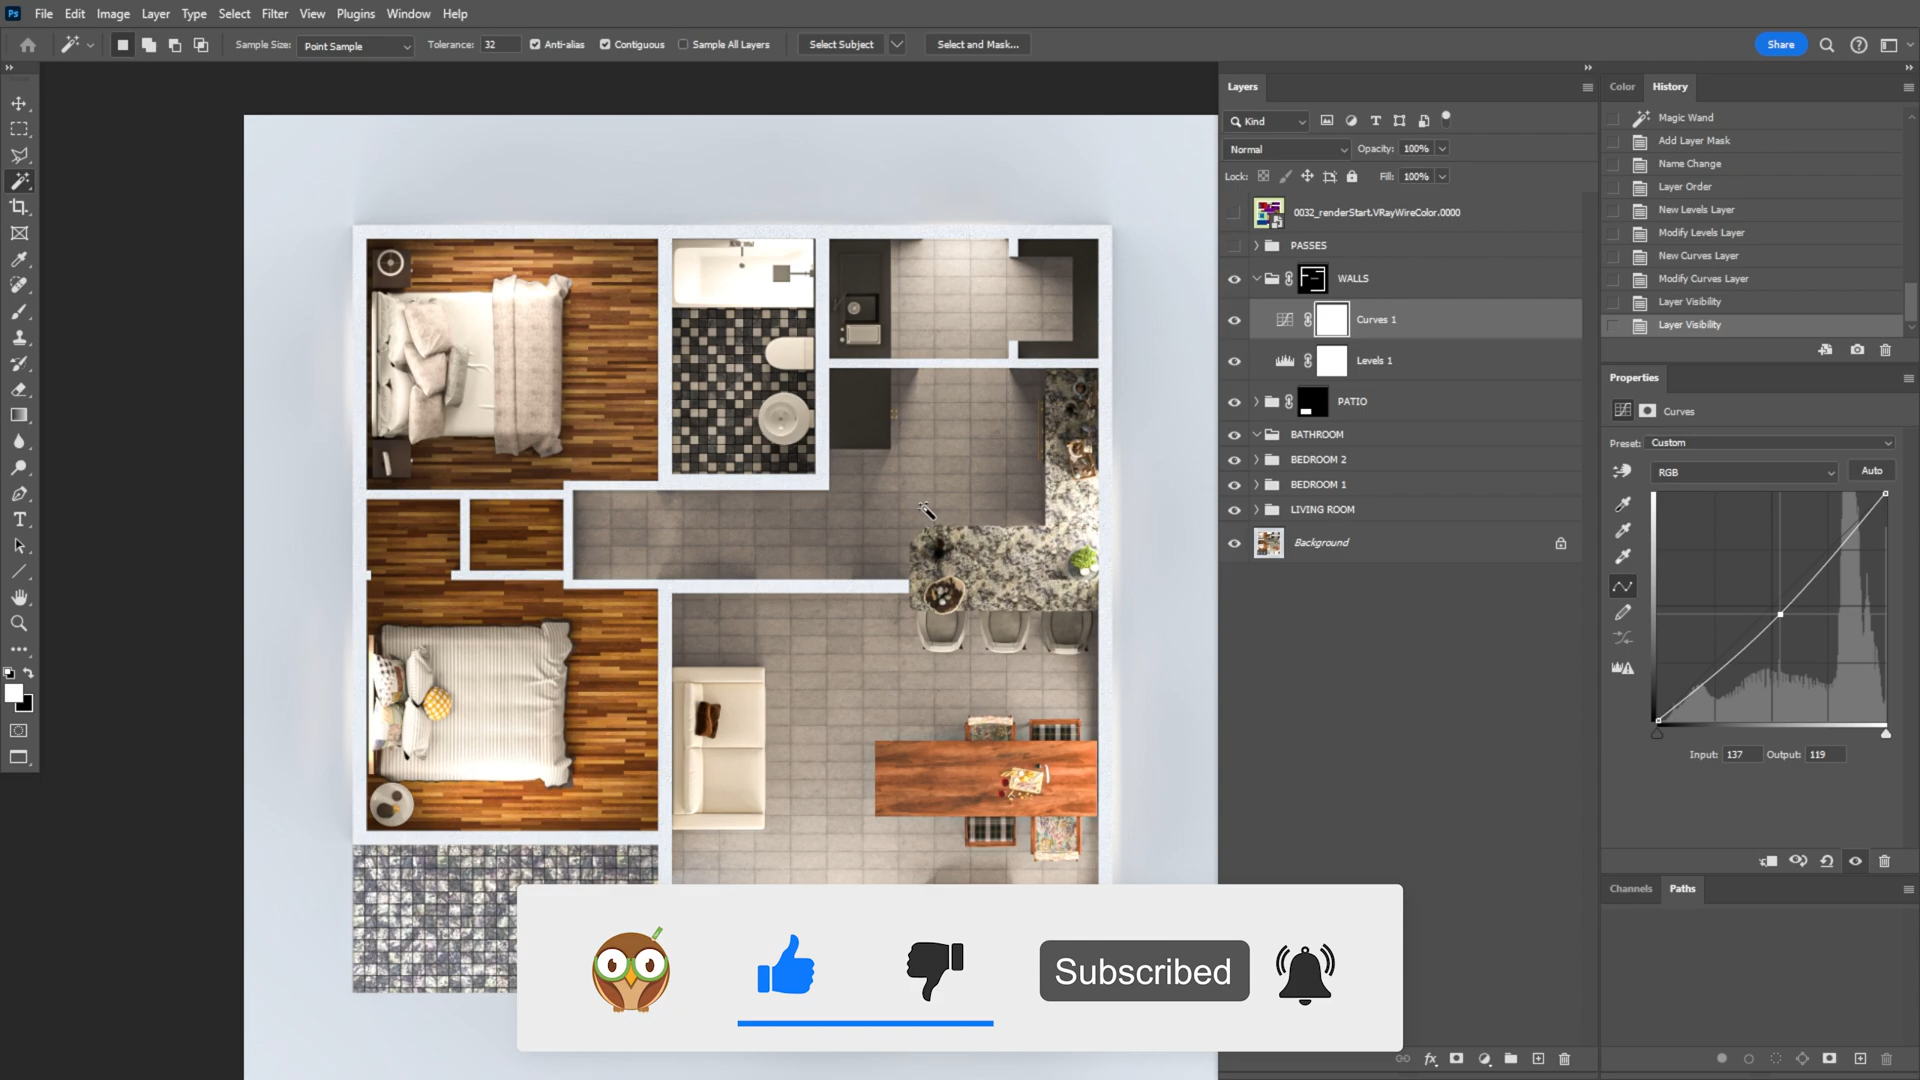 Ps File Edit Image Layer Type Select Filter View Plugins Window Help
Sample Size: Point Sample Tolerance: 32 Anti-alias Contiguous Sample All Layers Select Subject Select and Mask... Share
Layers
Kind
Normal Opacity: 100%
Lock: Fill: 100%
0032_renderStart.VRayWireColor.0000
PASSES
WALLS
Curves 1
Levels 1
PATIO
BATHROOM
BEDROOM 2
BEDROOM 1
LIVING ROOM
Background
fx
Color History
Magic Wand
Add Layer Mask
Name Change
Layer Order
New Levels Layer
Modify Levels Layer
New Curves Layer
Modify Curves Layer
Layer Visibility
Layer Visibility
Properties
Curves
Preset: Custom
RGB Auto
Input: 137 Output: 119
Channels Paths
Subscribed